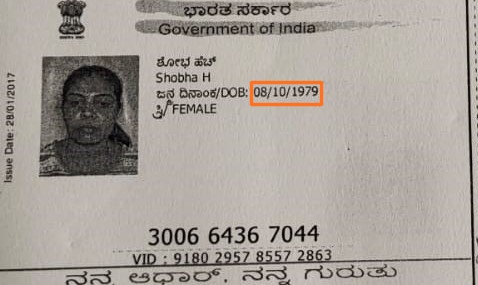 ಭಾರತ ಸರ್ಕಾರ
Government of India
ಶೋಭ ಹೆಚ್
Shobha H
ಜನ್ಮ ದಿನಾಂಕ/DOB: 08/10/1979
ಸ್ತ್ರೀ/ FEMALE
Issue Date: 28/01/2017
3006 6436 7044
VID : 9180 2957 8557 2863
ನನ್ನ ಆಧಾರ್, ನನ್ನ ಗುರುತು